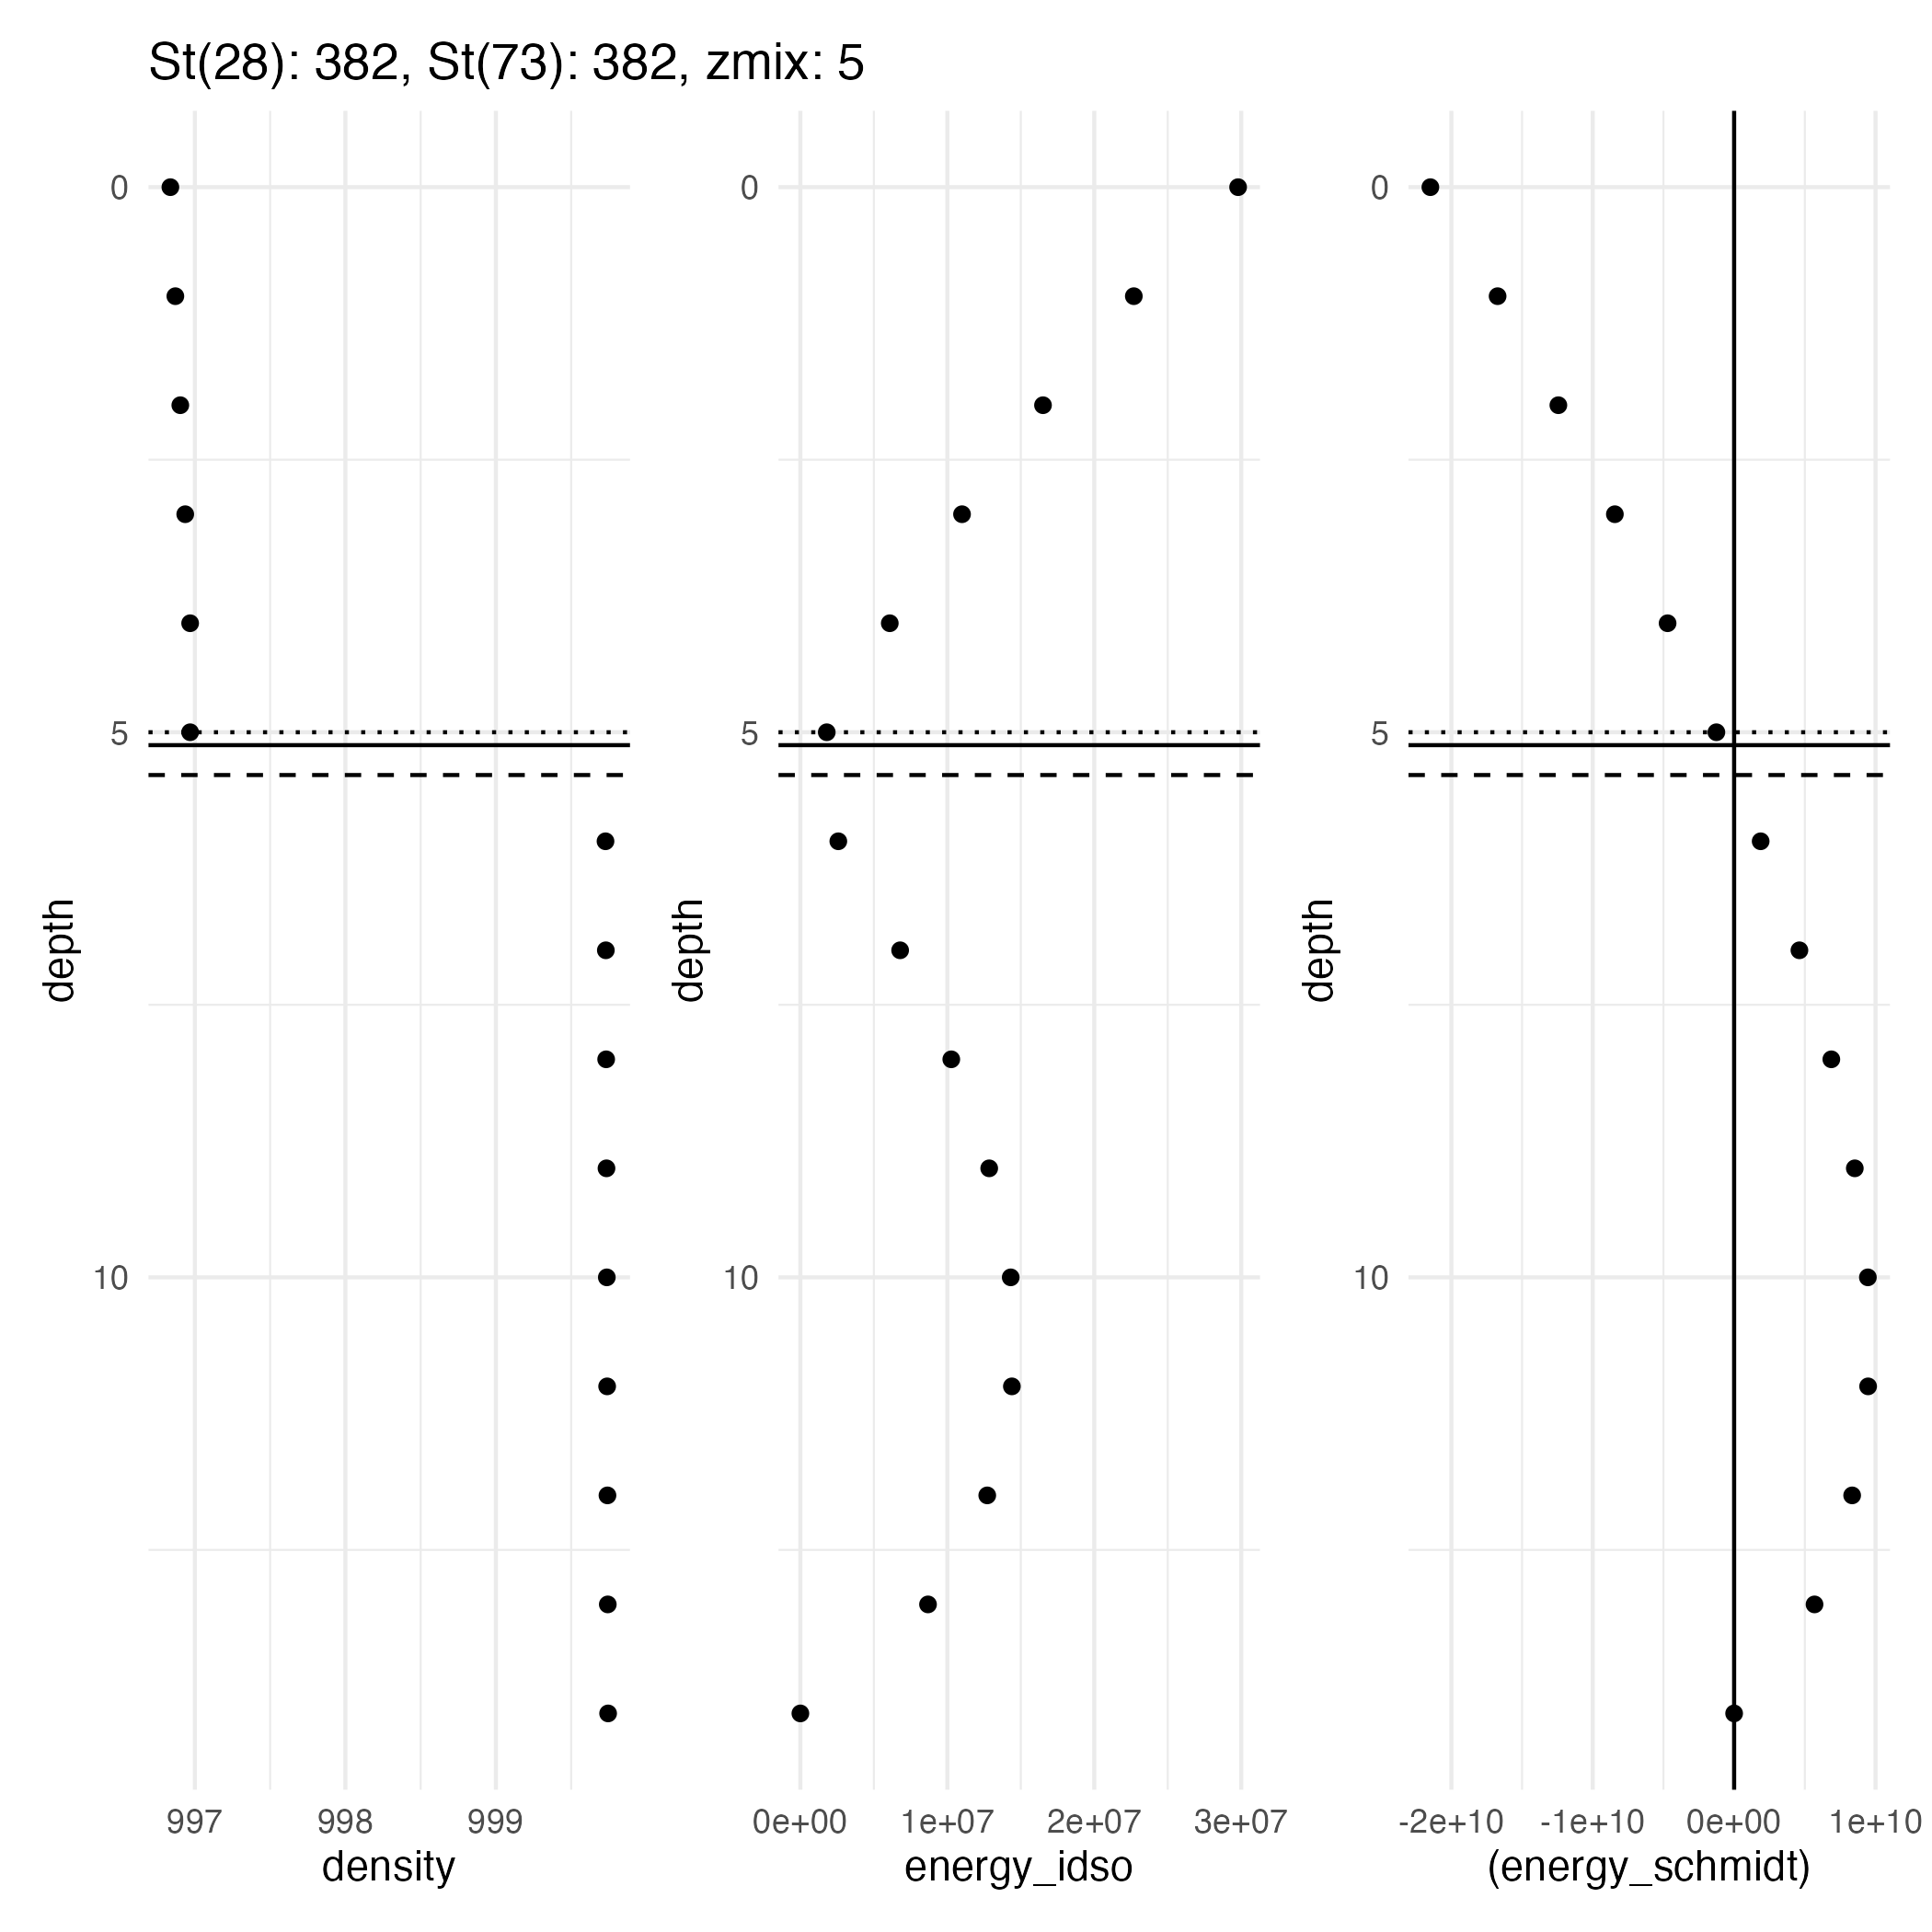 St(28): 382, St(73): 382, zmix: 5
0
5
10
depth
997 998 999
density
0
5
10
depth
0e+00 1e+07 2e+07 3e+07
energy_idso
0
5
10
depth
-2e+10 -1e+10 0e+00 1e+10
(energy_schmidt)